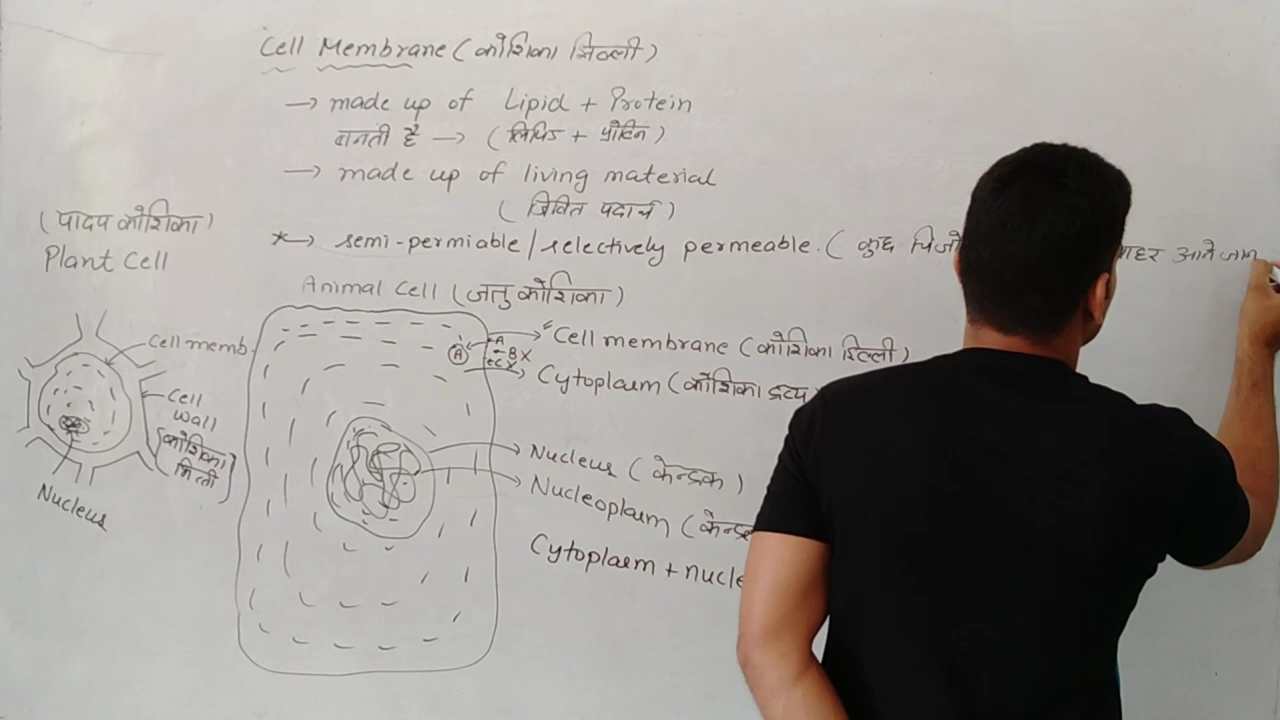 Cell Membrane (कोशिका झिल्ली)
→ made up of Lipid + Protein
बनती है → (लिपिड + प्रोटिन)
→ made up of living material
(जिवित पदार्थ)
*→ semi-permiable/selectively permeable. (कुछ चिजो बाहर आने जान
(पादप कोशिका)
Plant Cell
Cell memb.
Cell
Wall
(कोशिका
भित्ती)
Nucleus
Animal Cell (जतु कोशिका)
A
A
B X
C X
Cell membrane (कोशिका झिल्ली)
Cytoplasm (कोशिका द्रव्य
Nucleus (केन्द्रक)
Nucleoplasm (केन्द्र
Cytoplasm + nucle